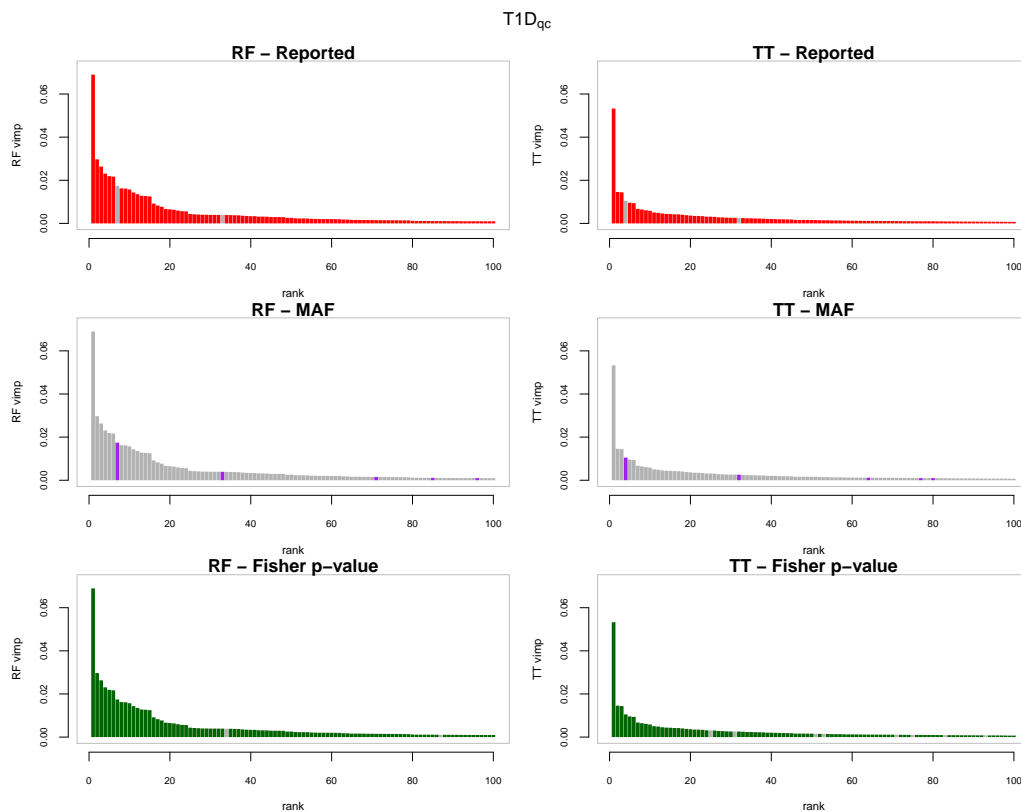 T1Dqc
RF – Reported
RF vimp
0.00 0.02 0.04 0.06
0 20 40 60 80 100
rank
TT – Reported
TT vimp
0.00 0.02 0.04 0.06
0 20 40 60 80 100
rank
RF – MAF
RF vimp
0.00 0.02 0.04 0.06
0 20 40 60 80 100
rank
TT – MAF
TT vimp
0.00 0.02 0.04 0.06
0 20 40 60 80 100
rank
RF – Fisher p–value
RF vimp
0.00 0.02 0.04 0.06
0 20 40 60 80 100
rank
TT – Fisher p–value
TT vimp
0.00 0.02 0.04 0.06
0 20 40 60 80 100
rank